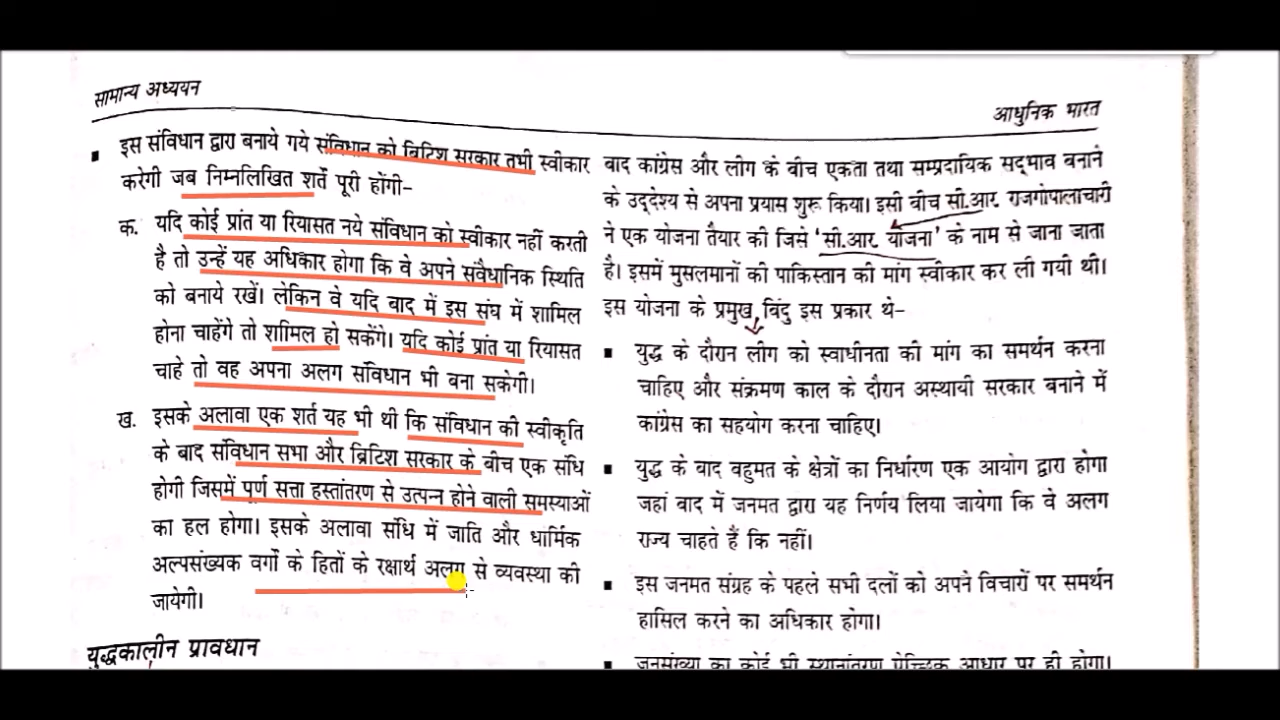 सामान्य अध्ययन
आधुनिक भारत
इस संविधान द्वारा बनाये गये संविधान को ब्रिटिश सरकार तभी स्वीकार
करेगी जब निम्नलिखित शर्तें पूरी होंगी-
क. यदि कोई प्रांत या रियासत नये संविधान को स्वीकार नहीं करती
है तो उन्हें यह अधिकार होगा कि वे अपने संवैधानिक स्थिति
को बनाये रखें। लेकिन वे यदि वाद में इस संघ में शामिल
होना चाहेंगे तो शामिल हो सकेंगे। यदि कोई प्रांत या रियासत
चाहे तो वह अपना अलग संविधान भी बना सकेगी।
ख. इसके अलावा एक शर्त यह भी थी कि संविधान की स्वीकृति
के बाद संविधान सभा और ब्रिटिश सरकार के बीच एक संधि
होगी जिसमें पूर्ण सत्ता हस्तांतरण से उत्पन्न होने वाली समस्याओं
का हल होगा। इसके अलावा संधि में जाति और धार्मिक
अल्पसंख्यक वर्गों के हितों के रक्षार्थ अलग से व्यवस्था की
जायेगी।
युद्धकालीन प्रावधान
वाद कांग्रेस और लीग के बीच एकता तथा सम्प्रदायिक सद्भाव बनाने
के उद्देश्य से अपना प्रयास शुरू किया। इसी बीच सी.आर राजगोपालाचारी
ने एक योजना तैयार की जिसे 'सी.आर योजना' के नाम से जाना जाता
है। इसमें मुसलमानों की पाकिस्तान की मांग स्वीकार कर ली गयी थी।
इस योजना के प्रमुख बिंदु इस प्रकार थे-
युद्ध के दौरान लीग को स्वाधीनता की मांग का समर्थन करना
चाहिए और संक्रमण काल के दौरान अस्थायी सरकार बनाने में
कांग्रेस का सहयोग करना चाहिए।
युद्ध के बाद वहुमत के क्षेत्रों का निर्धारण एक आयोग द्वारा होगा
जहां वाद में जनमत द्वारा यह निर्णय लिया जायेगा कि वे अलग
राज्य चाहते हैं कि नहीं।
इस जनमत संग्रह के पहले सभी दलों को अपने विचारों पर समर्थन
हासिल करने का अधिकार होगा।
जनसंख्या का कोई भी स्थानांतरण ऐच्छिक आधार पर ही होगा।